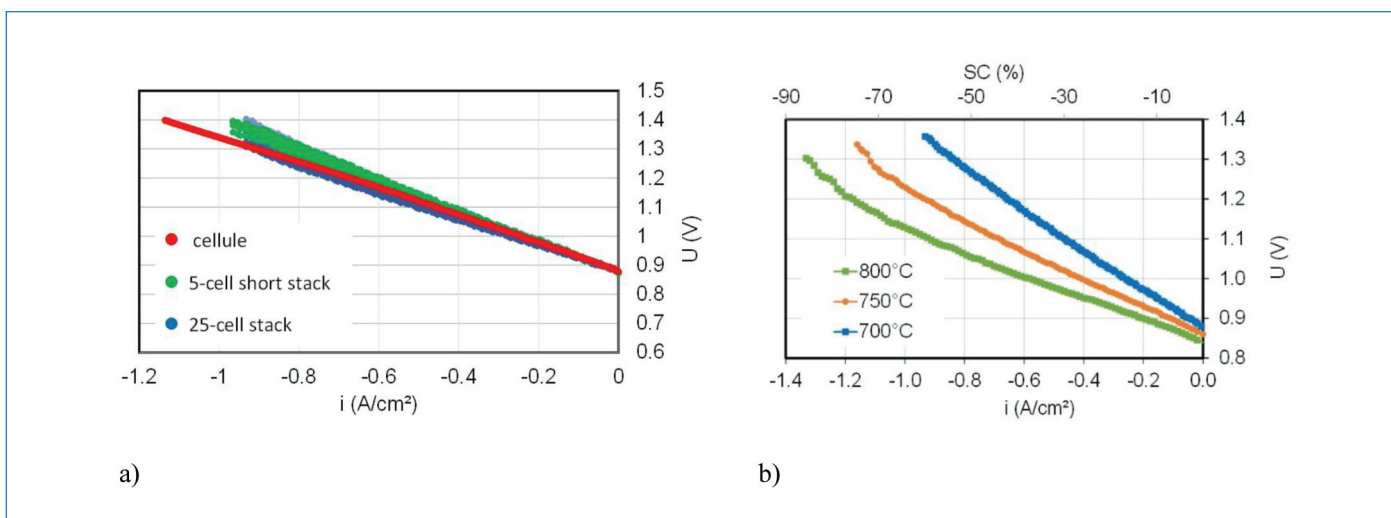 1.5
1.4
1.3
1.2
1.1
1
0.9
0.8
0.7
0.6
U (V)
cellule
5-cell short stack
25-cell stack
-1.2 -1 -0.8 -0.6 -0.4 -0.2 0
i (A/cm²)
a)
SC (%)
-90 -70 -50 -30 -10
1.4
1.3
1.2
1.1
1.0
0.9
0.8
U (V)
800°C
750°C
700°C
-1.4 -1.2 -1.0 -0.8 -0.6 -0.4 -0.2 0.0
i (A/cm²)
b)